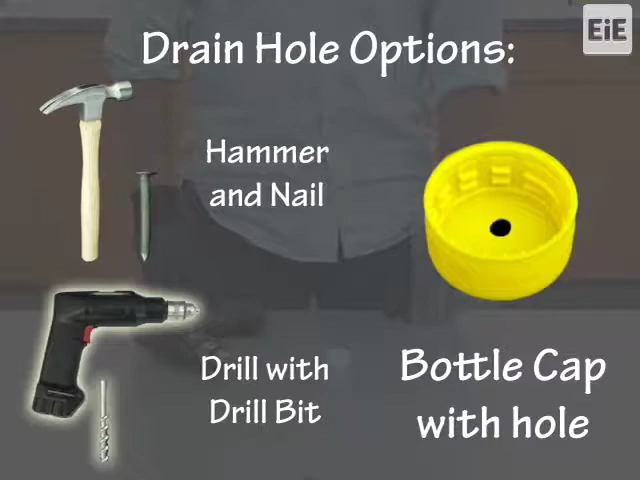 Drain Hole Options:
EiE
Hammer
and Nail
Drill with
Drill Bit
Bottle Cap
with hole